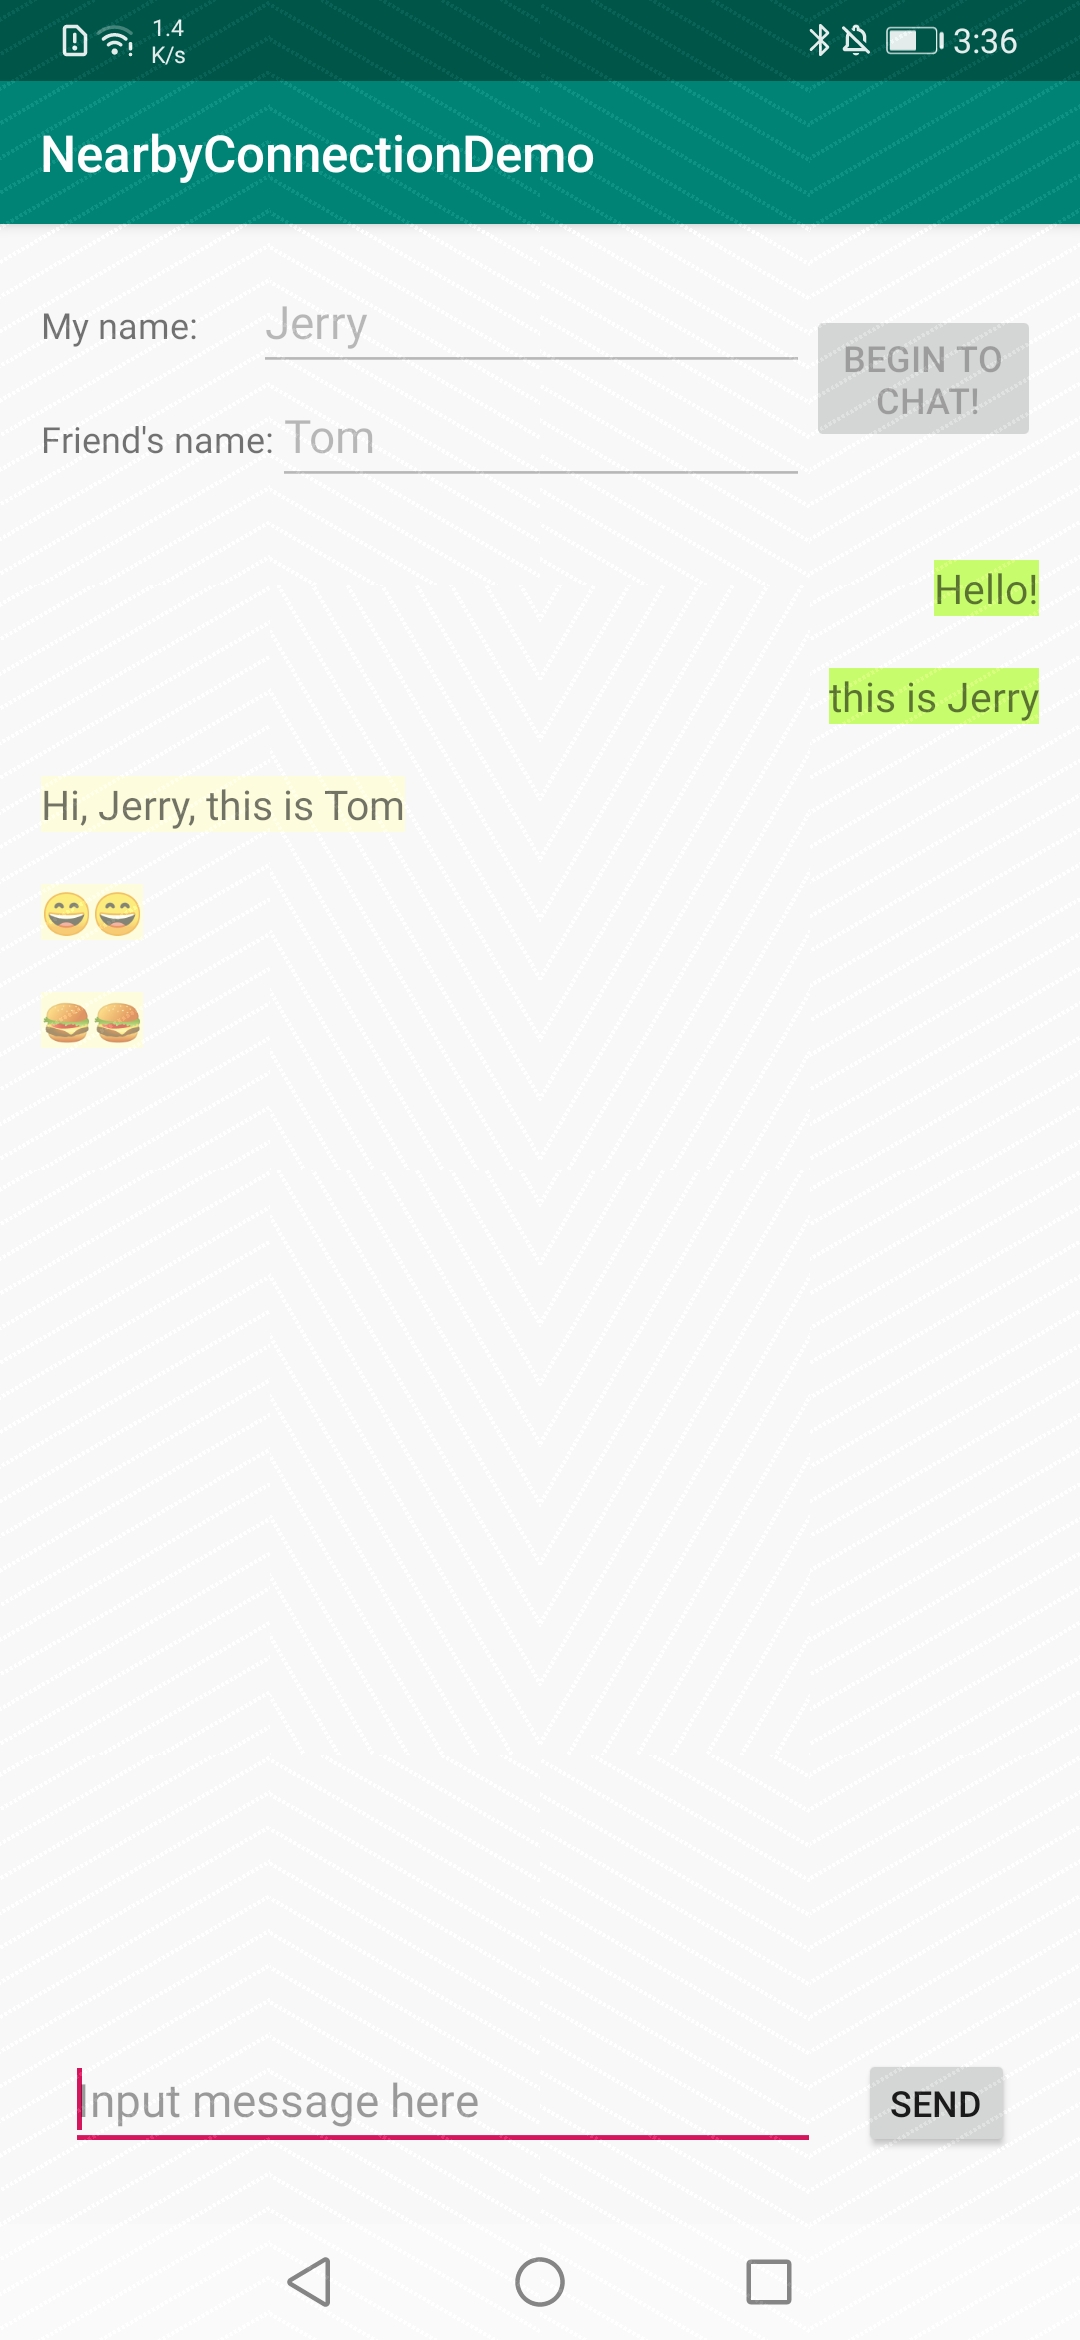 1.4
K/s
3:36
NearbyConnectionDemo
My name: Jerry
BEGIN TO
CHAT!
Friend's name: Tom
Hello!
this is Jerry
Hi, Jerry, this is Tom
😄😄
🍔🍔
Input message here
SEND